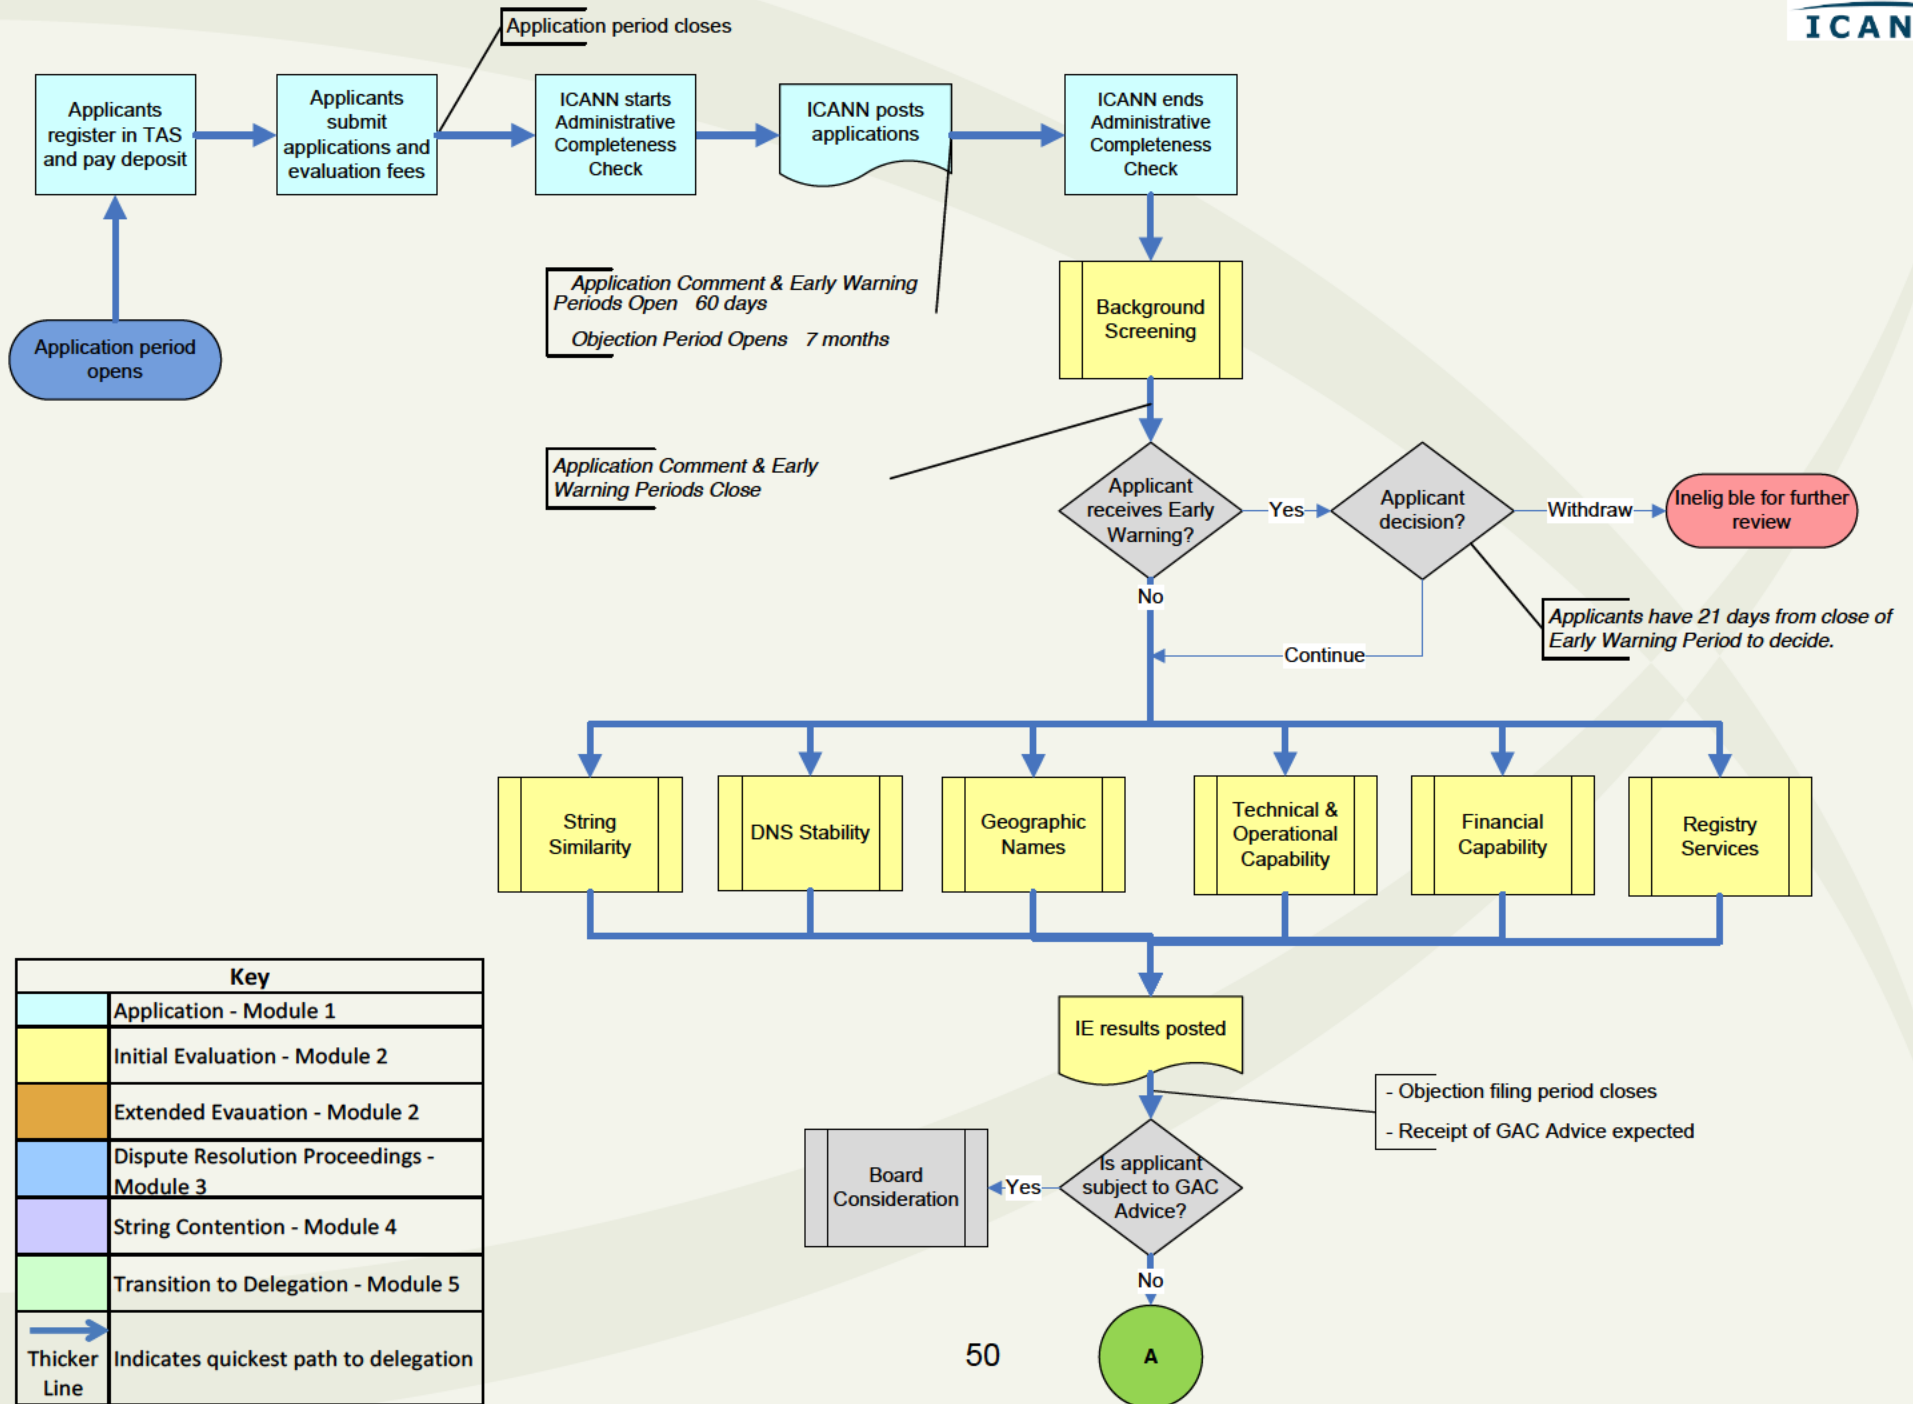 ICAN
Application period closes
Applicants
register in TAS
and pay deposit
Applicants
submit
applications and
evaluation fees
ICANN starts
Administrative
Completeness
Check
ICANN posts
applications
ICANN ends
Administrative
Completeness
Check
Application Comment & Early Warning
Periods Open 60 days
Objection Period Opens 7 months
Background
Screening
Application period
opens
Application Comment & Early
Warning Periods Close
Applicant
receives Early
Warning?
Yes
Applicant
decision?
Withdraw
Inelig ble for further
review
No
Applicants have 21 days from close of
Early Warning Period to decide.
Continue
String
Similarity
DNS Stability
Geographic
Names
Technical &
Operational
Capability
Financial
Capability
Registry
Services
IE results posted
- Objection filing period closes
- Receipt of GAC Advice expected
Board
Consideration
Yes
Is applicant
subject to GAC
Advice?
No
A
50
Key
Application - Module 1
Initial Evaluation - Module 2
Extended Evauation - Module 2
Dispute Resolution Proceedings -
Module 3
String Contention - Module 4
Transition to Delegation - Module 5
Thicker
Line
Indicates quickest path to delegation